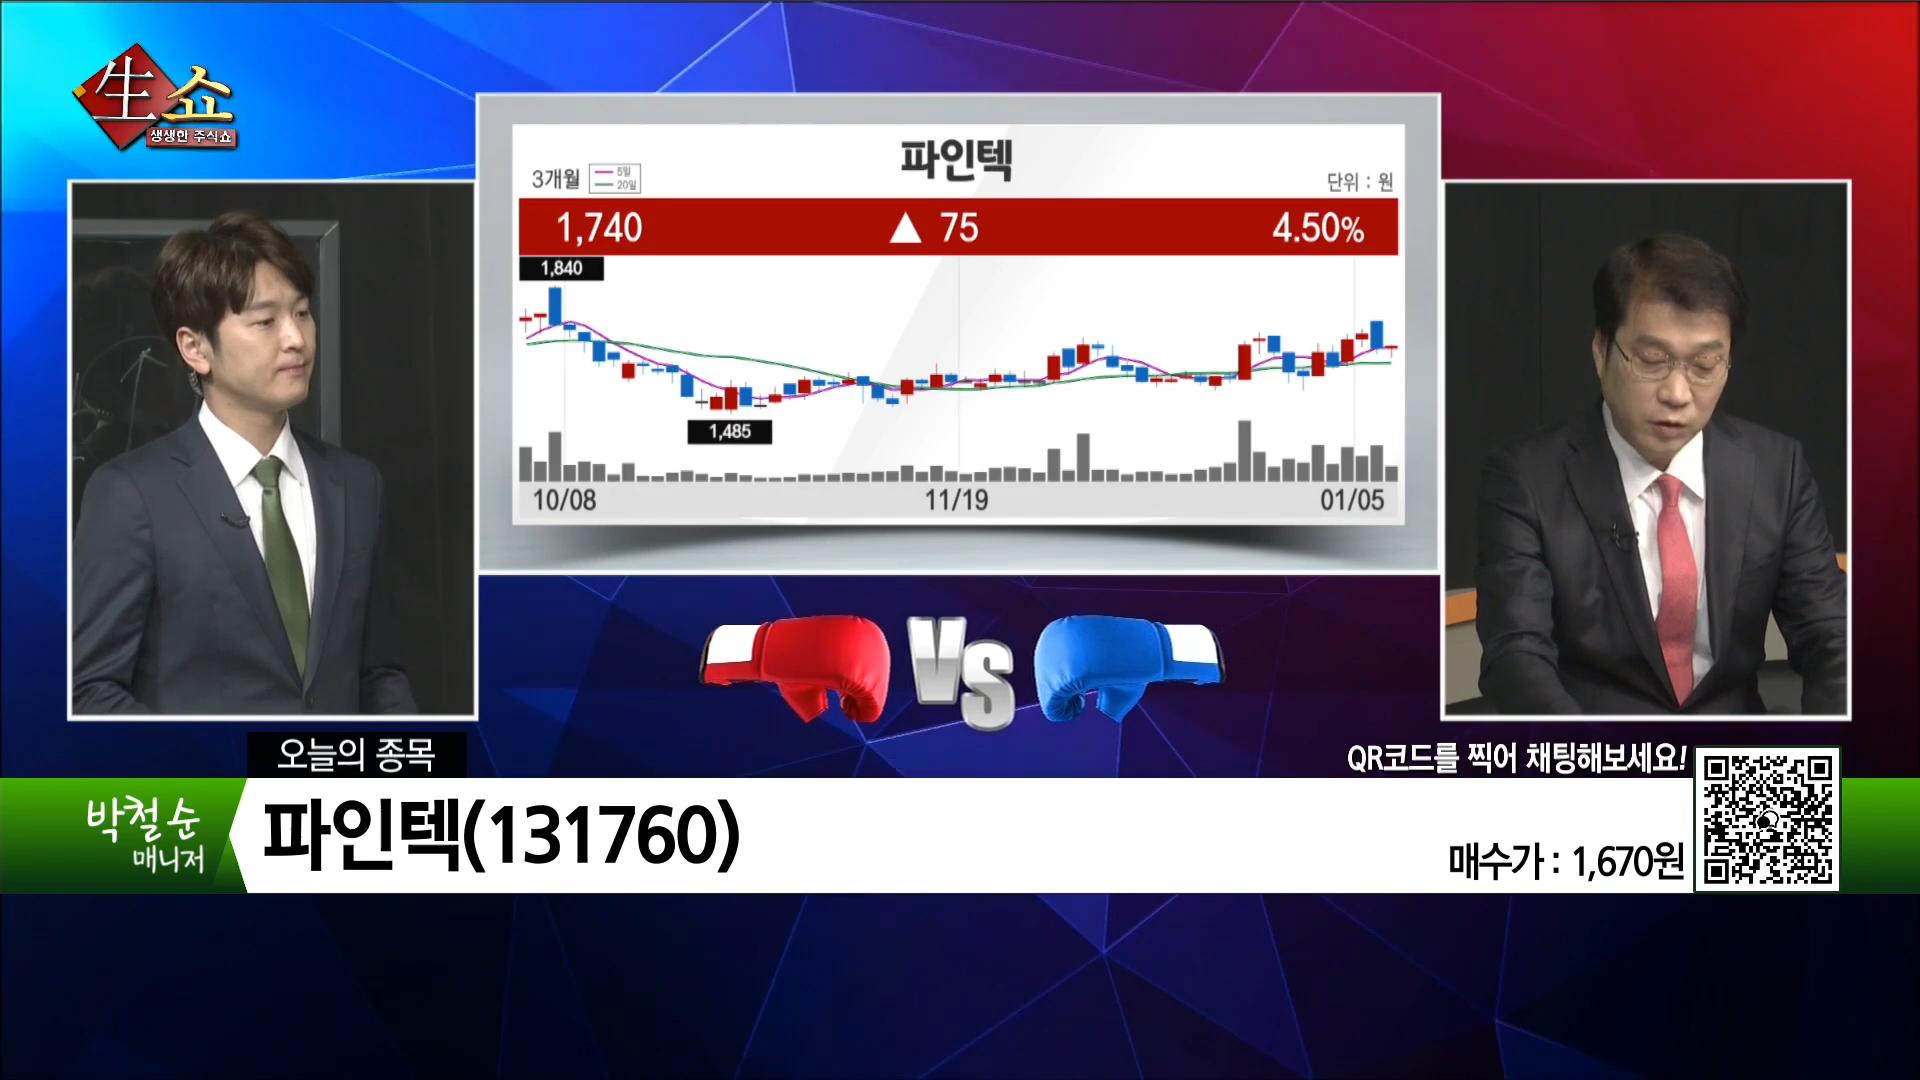 生쇼
생생한 주식쇼
파인텍
3개월
5일
20일
단위 : 원
1,740 ▲ 75 4.50%
1,840
1,485
10/08 11/19 01/05
VS
오늘의 종목
QR코드를 찍어 채팅해보세요!
박철순
매니저
파인텍(131760)
매수가 : 1,670원